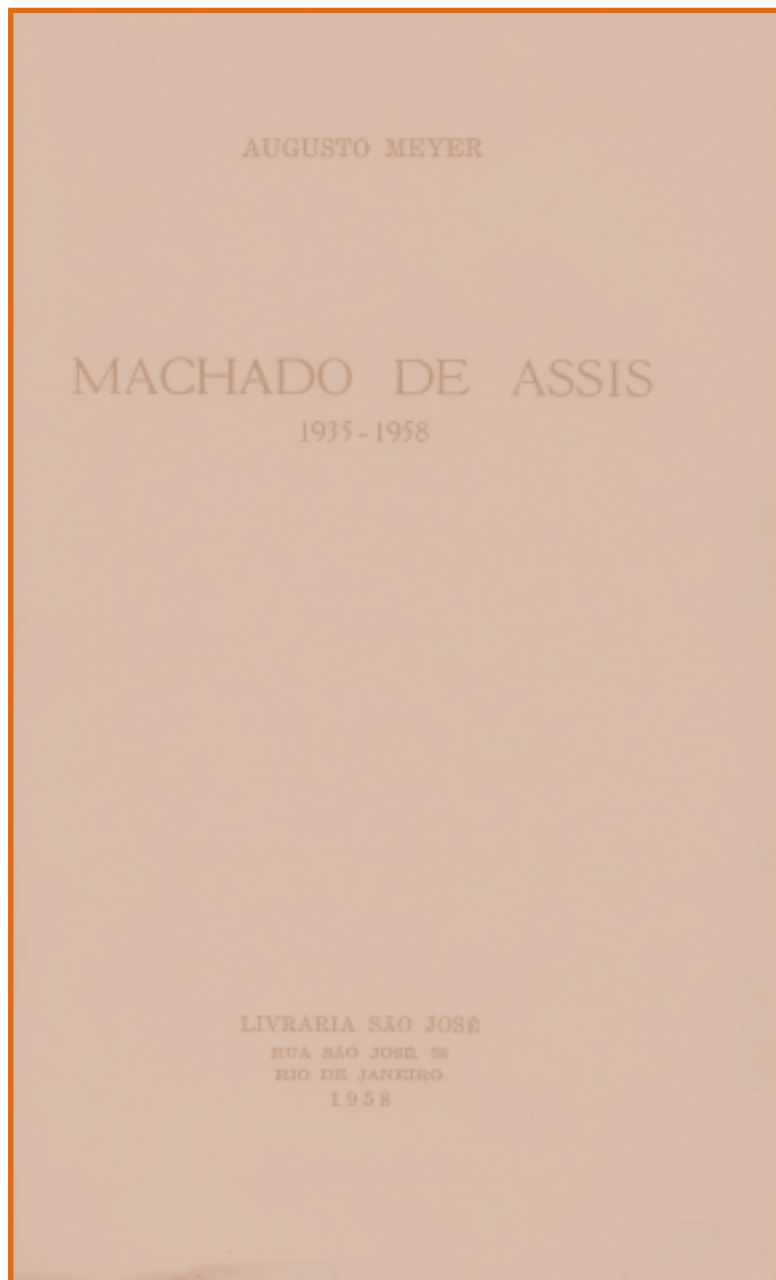 AUGUSTO MEYER
MACHADO DE ASSIS
1935-1958
LIVRARIA SÃO JOSÉ
RUA SÃO JOSÉ,
RIO DE JANEIRO
1958